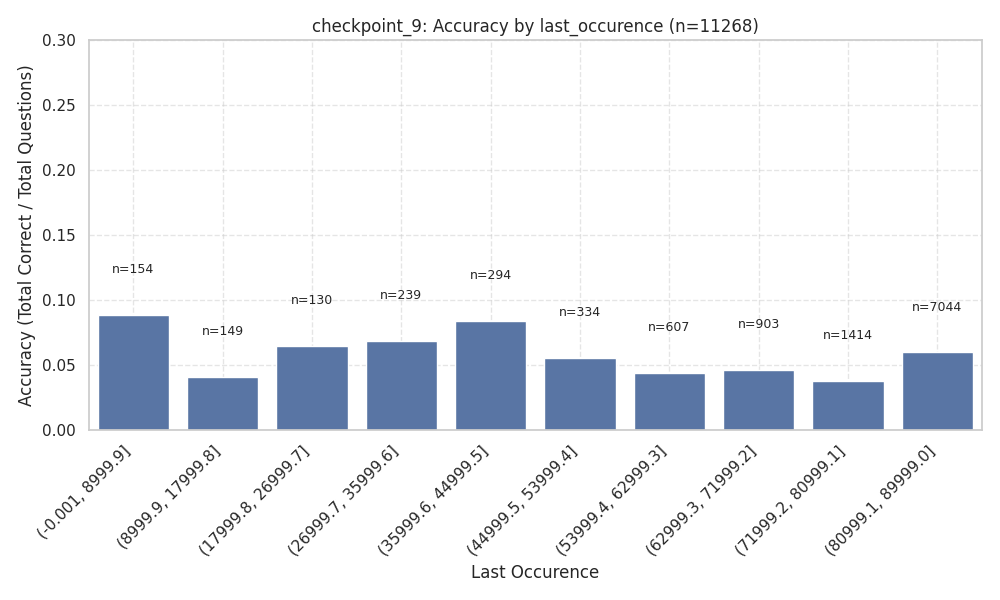 checkpoint_9: Accuracy by last_occurence (n=11268)
Accuracy (Total Correct / Total Questions)
0.30
0.25
0.20
0.15
0.10
0.05
0.00
n=154
n=149
n=130
n=239
n=294
n=334
n=607
n=903
n=1414
n=7044
(-0.001, 8999.9]
(8999.9, 17999.8]
(17999.8, 26999.7]
(26999.7, 35999.6]
(35999.6, 44999.5]
(44999.5, 53999.4]
(53999.4, 62999.3]
(62999.3, 71999.2]
(71999.2, 80999.1]
(80999.1, 89999.0]
Last Occurence